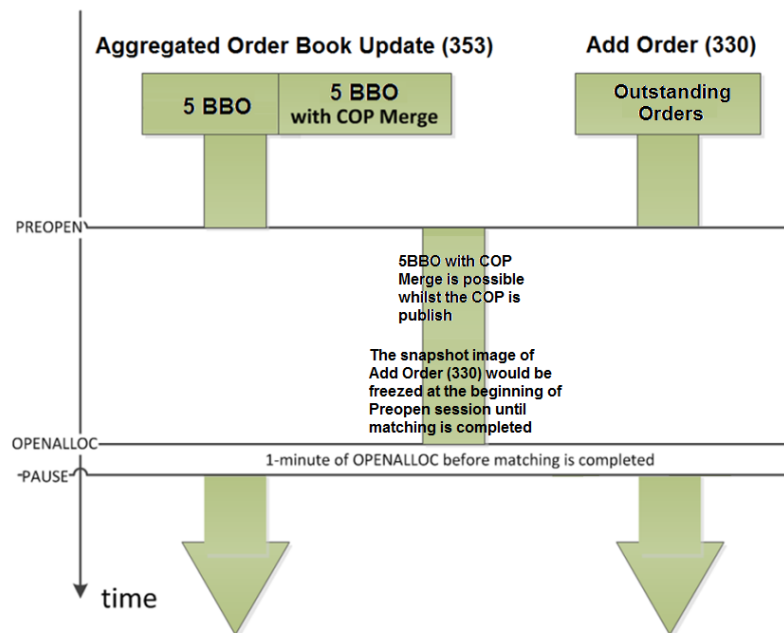 Aggregated Order Book Update (353)
Add Order (330)
5 BBO
5 BBO
with COP Merge
Outstanding
Orders
PREOPEN
5BBO with COP
Merge is possible
whilst the COP is
publish
The snapshot image of
Add Order (330) would be
freezed at the beginning of
Preopen session until
matching is completed
OPENALLOC
1-minute of OPENALLOC before matching is completed
PAUSE
time